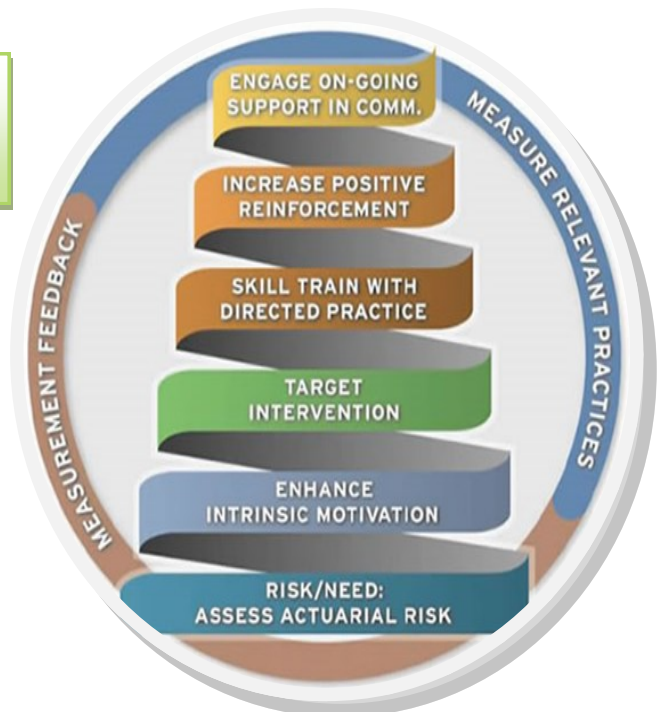 ENGAGE ON-GOING
SUPPORT IN COMM.
INCREASE POSITIVE
REINFORCEMENT
SKILL TRAIN WITH
DIRECTED PRACTICE
TARGET
INTERVENTION
ENHANCE
INTRINSIC MOTIVATION
RISK/NEED:
ASSESS ACTUARIAL RISK
MEASURE RELEVANT PRACTICES
MEASUREMENT FEEDBACK